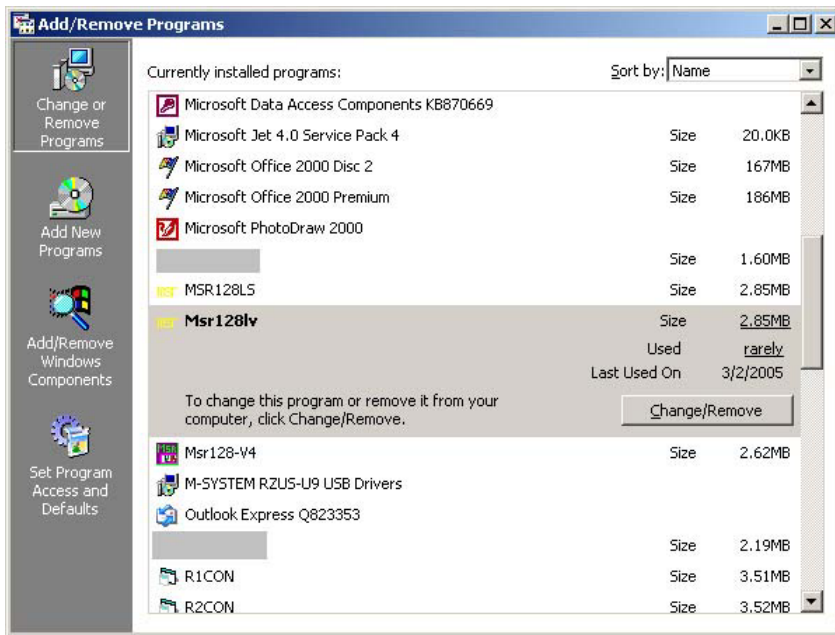 Add/Remove Programs
Change or
Remove
Programs
Add New
Programs
Add/Remove
Windows
Components
Set Program
Access and
Defaults
Currently installed programs:
Sort by: Name
Microsoft Data Access Components KB870669
Microsoft Jet 4.0 Service Pack 4 Size 20.0KB
Microsoft Office 2000 Disc 2 Size 167MB
Microsoft Office 2000 Premium Size 186MB
Microsoft PhotoDraw 2000
Size 1.60MB
MSR128LS Size 2.85MB
Msr128lv Size 2.85MB
Used rarely
Last Used On 3/2/2005
To change this program or remove it from your
computer, click Change/Remove.
Change/Remove
Msr128-V4 Size 2.62MB
M-SYSTEM RZUS-U9 USB Drivers
Outlook Express Q823353
Size 2.19MB
R1CON Size 3.51MB
R2CON Size 3.52MB